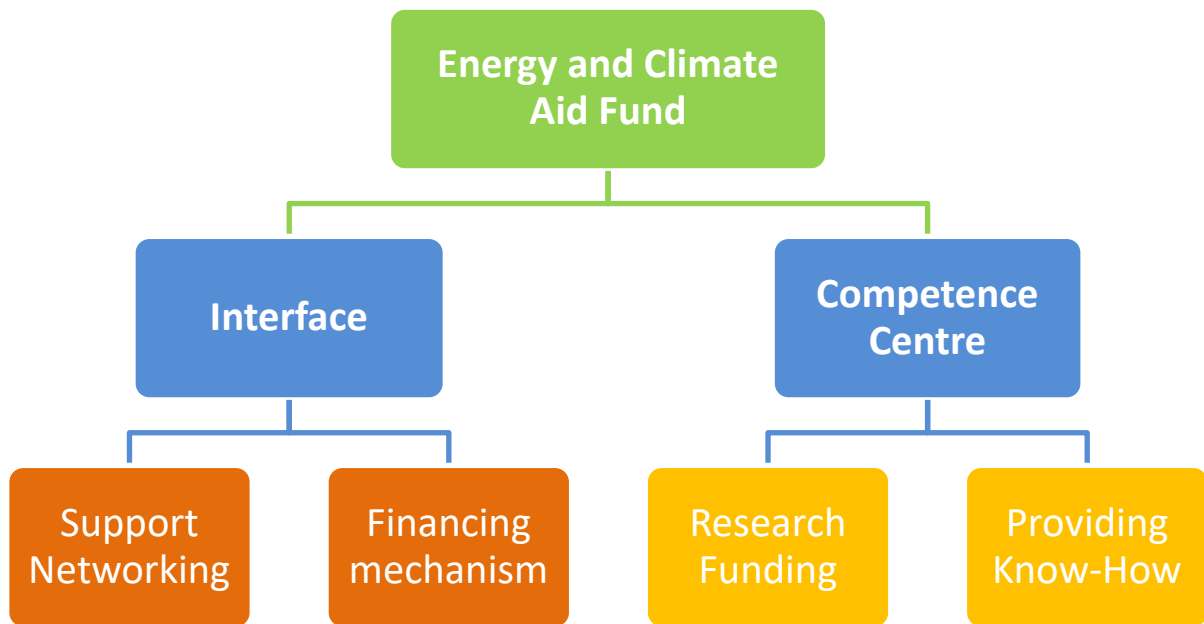 Energy and Climate
Aid Fund
Interface
Competence
Centre
Support
Networking
Financing
mechanism
Research
Funding
Providing
Know-How